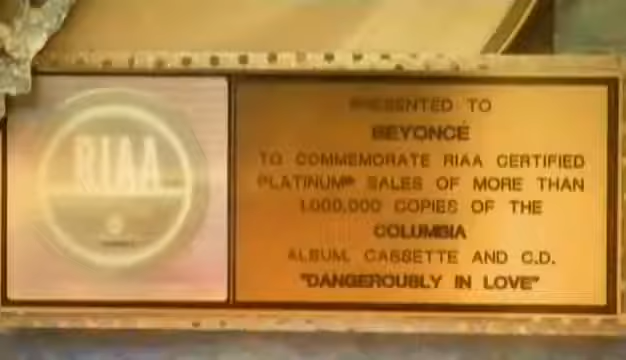 RIAA
PRESENTED TO
BEYONCÉ
TO COMMEMORATE RIAA CERTIFIED
PLATINUM® SALES OF MORE THAN
1,000,000 COPIES OF THE
COLUMBIA
ALBUM, CASSETTE AND C.D.
"DANGEROUSLY IN LOVE"